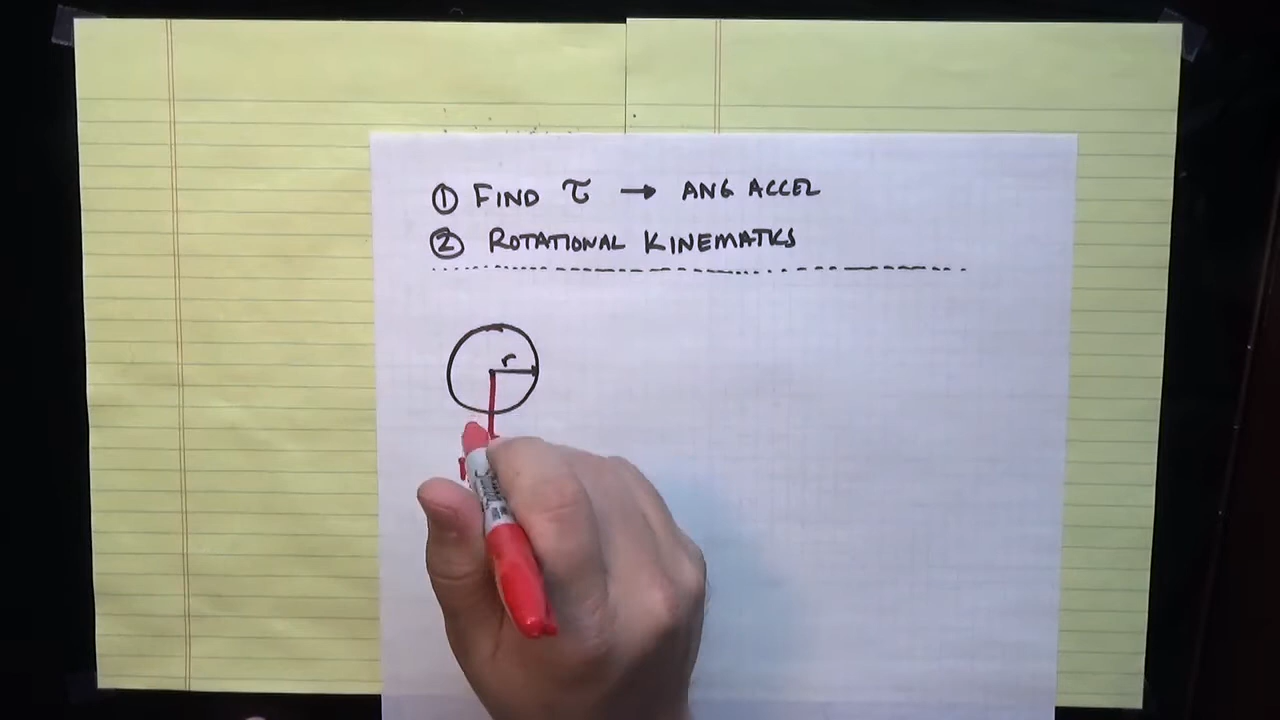 ① FIND τ → ANG ACCEL
② ROTATIONAL KINEMATICS
r